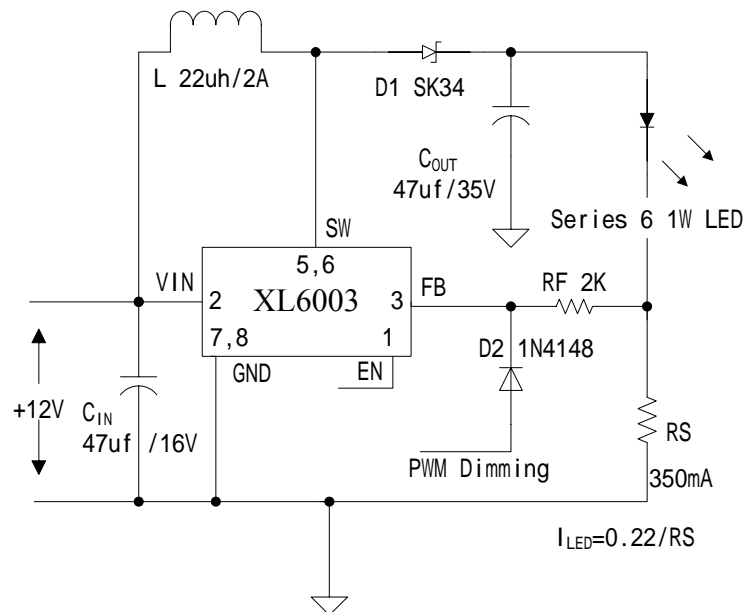 L 22uh/2A
D1 SK34
COUT
47uf/35V
Series 6 1W LED
SW
5,6
VIN
2
XL6003
3
FB
RF 2K
7,8
1
GND
EN
D2 1N4148
+12V
CIN
47uf /16V
PWM Dimming
RS
350mA
ILED=0.22/RS